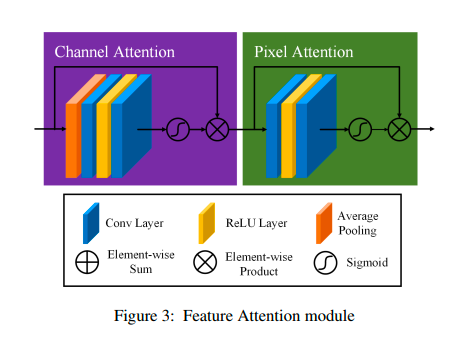 Channel Attention
Pixel Attention
Conv Layer
ReLU Layer
Average
Pooling
Element-wise
Sum
Element-wise
Product
Sigmoid
Figure 3: Feature Attention module